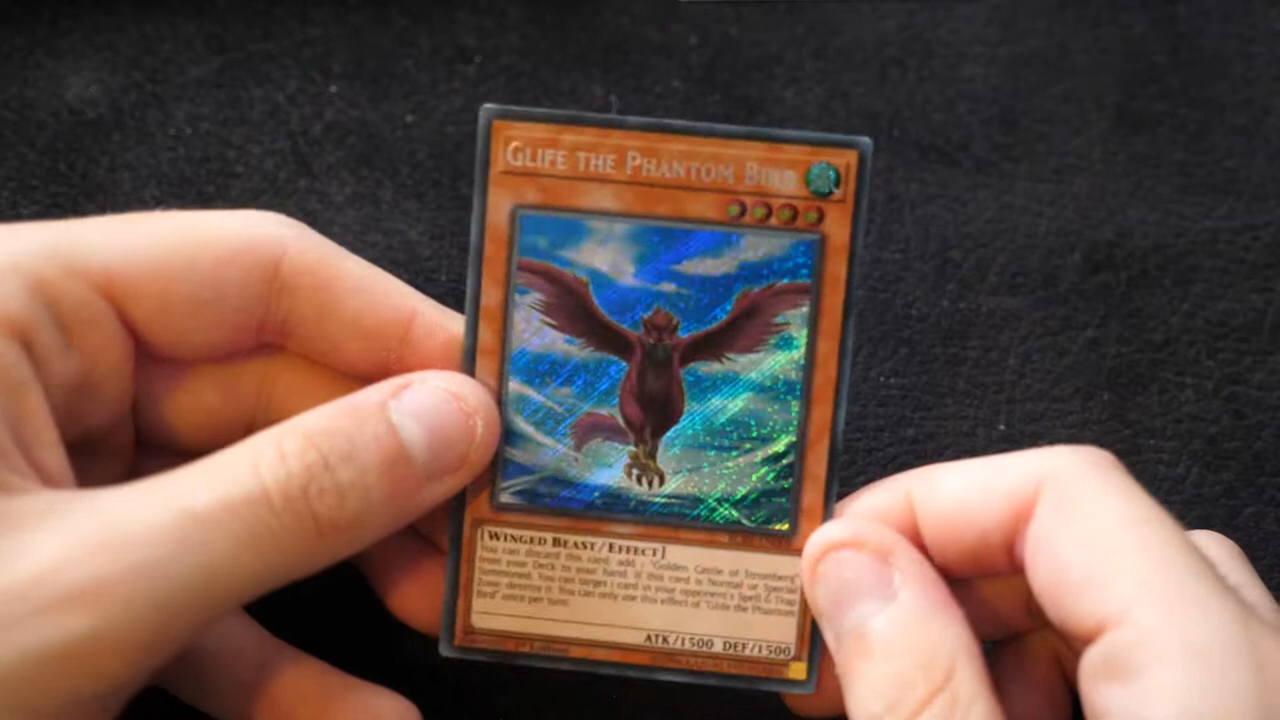 GLIFE THE PHANTOM BIRD
[WINGED BEAST/EFFECT]
You can discard this card; add 1 "Golden Castle of Stromberg"
from your Deck to your hand. If this card is Normal or Special
Summoned: You can target 1 card in your opponent's Spell & Trap
Zone; destroy it. You can only use this effect of "Glife the Phantom
Bird" once per turn.
ATK/1500 DEF/1500
1st Edition